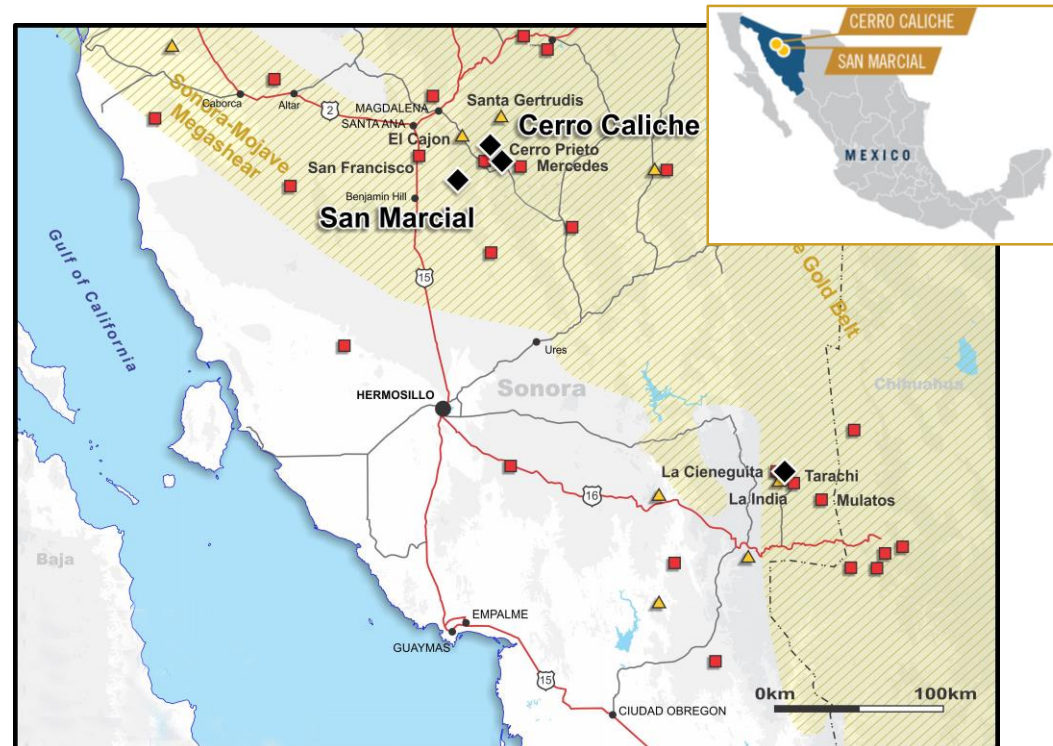 CERRO CALICHE
SAN MARCIAL
MEXICO
Caborca
Altar
2
MAGDALENA
SANTA ANA
Santa Gertrudis
El Cajon
Cerro Caliche
Cerro Prieto
Mercedes
San Francisco
Benjamin Hill
San Marcial
Sonora-Mojave
Megashear
Gulf of California
15
Gold Belt
Ures
HERMOSILLO
Sonora
Chihuahua
La Cieneguita
Tarachi
La India
Mulatos
16
Baja
EMPALME
GUAYMAS
15
CIUDAD OBREGON
0km
100km